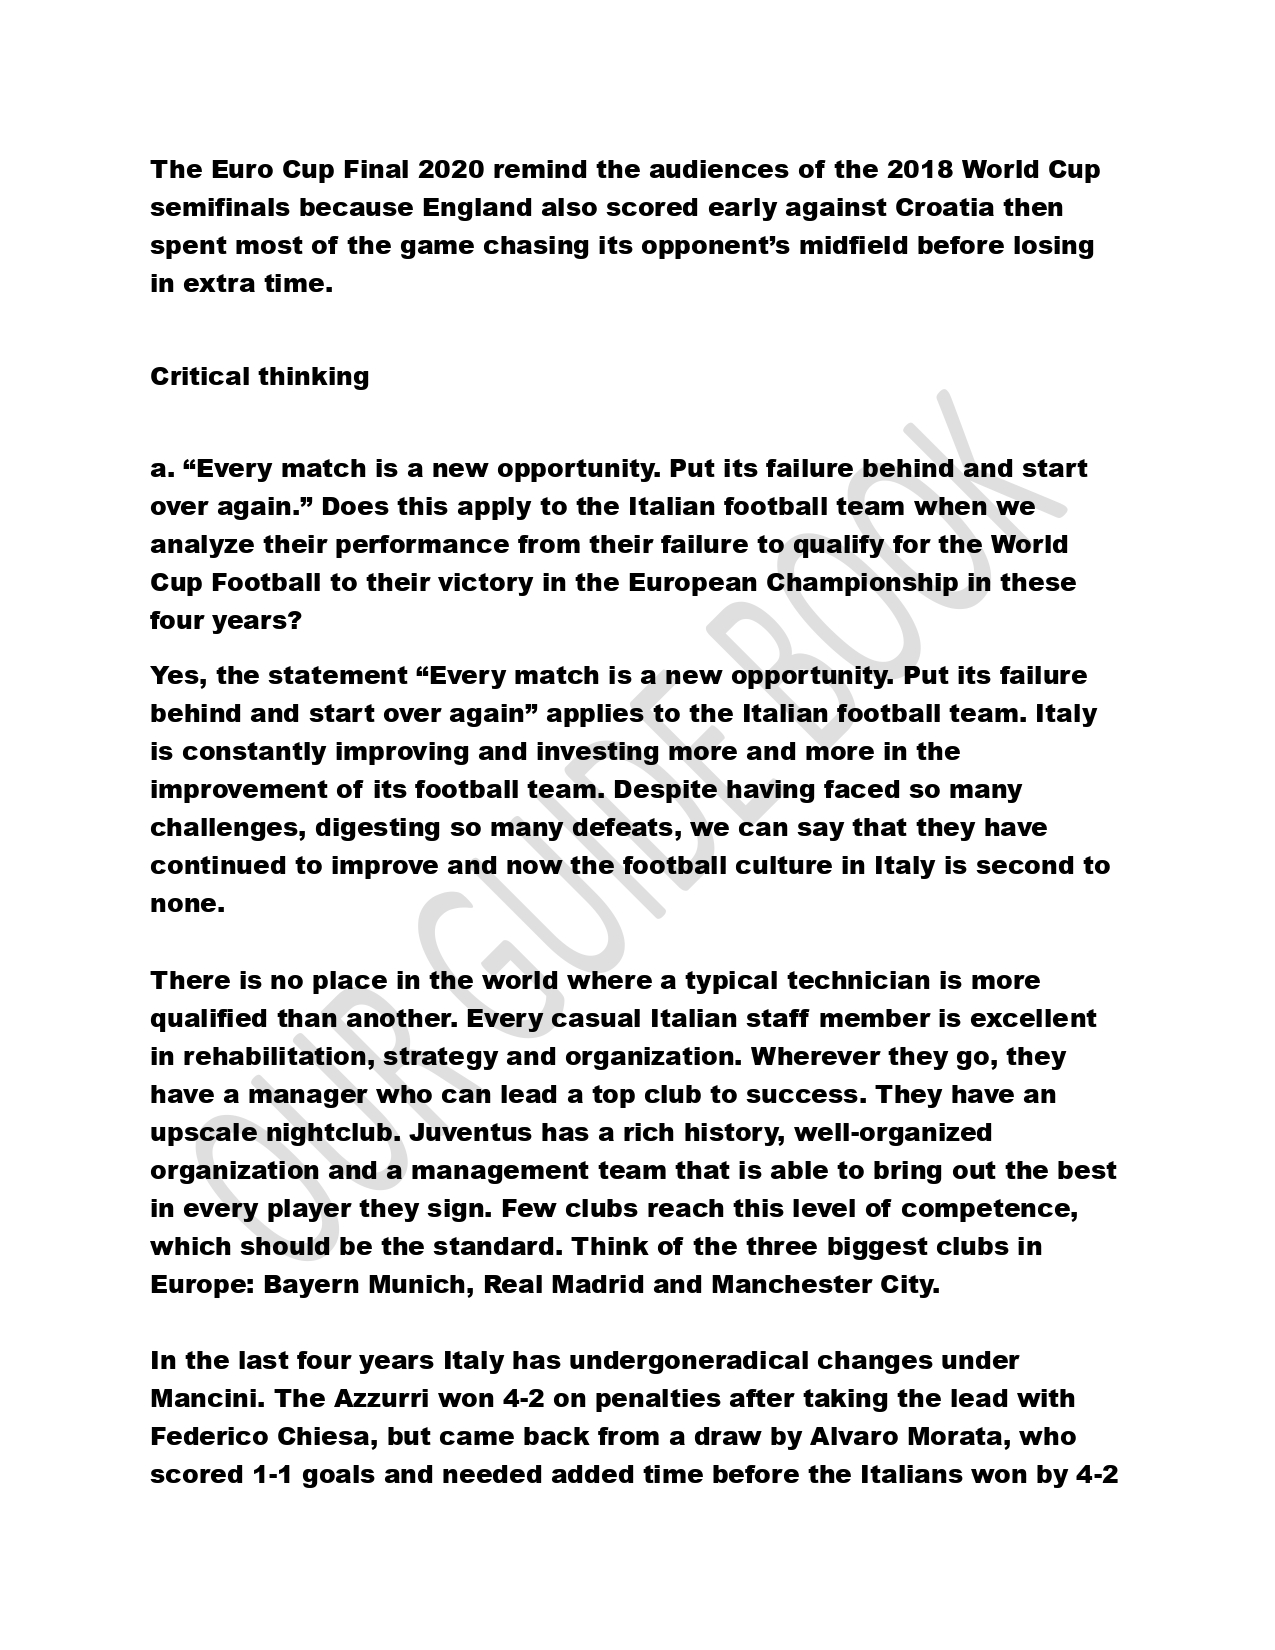 The Euro Cup Final 2020 remind the audiences of the 2018 World Cup
semifinals because England also scored early against Croatia then
spent most of the game chasing its opponent’s midfield before losing
in extra time.
Critical thinking
a. “Every match is a new opportunity. Put its failure behind and start
over again.” Does this apply to the Italian football team when we
analyze their performance from their failure to qualify for the World
Cup Football to their victory in the European Championship in these
four years?
Yes, the statement “Every match is a new opportunity. Put its failure
behind and start over again” applies to the Italian football team. Italy
is constantly improving and investing more and more in the
improvement of its football team. Despite having faced so many
challenges, digesting so many defeats, we can say that they have
continued to improve and now the football culture in Italy is second to
none.
There is no place in the world where a typical technician is more
qualified than another. Every casual Italian staff member is excellent
in rehabilitation, strategy and organization. Wherever they go, they
have a manager who can lead a top club to success. They have an
upscale nightclub. Juventus has a rich history, well-organized
organization and a management team that is able to bring out the best
in every player they sign. Few clubs reach this level of competence,
which should be the standard. Think of the three biggest clubs in
Europe: Bayern Munich, Real Madrid and Manchester City.
In the last four years Italy has undergoneradical changes under
Mancini. The Azzurri won 4-2 on penalties after taking the lead with
Federico Chiesa, but came back from a draw by Alvaro Morata, who
scored 1-1 goals and needed added time before the Italians won by 4-2
OUR GUIDE BOOK